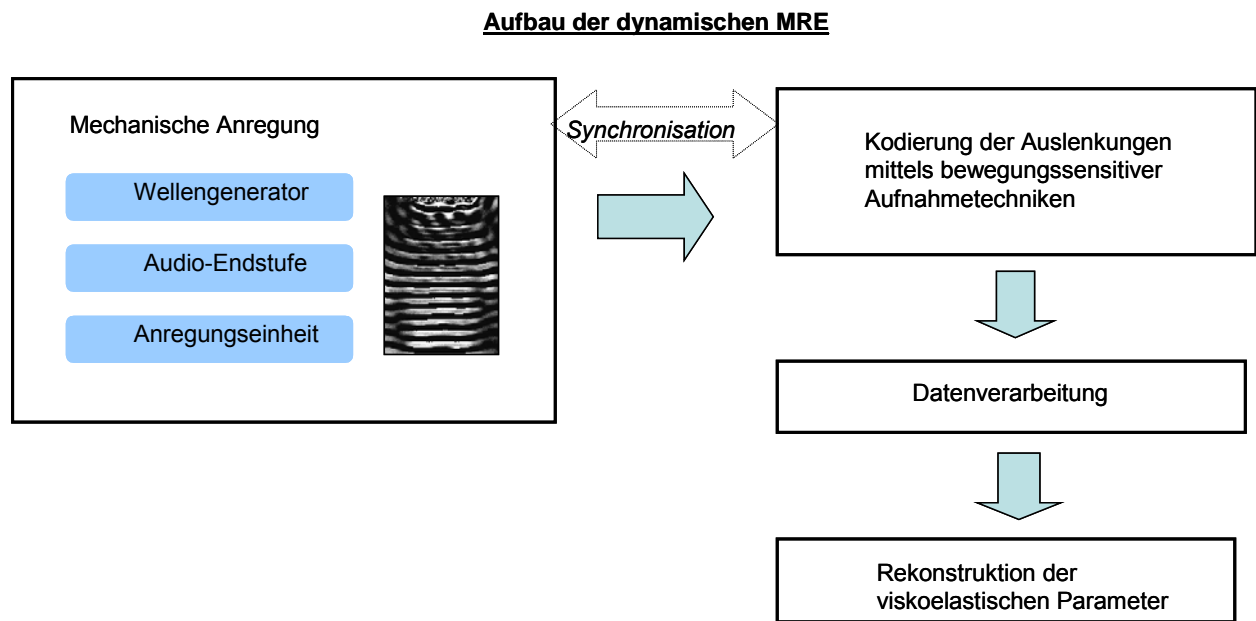 Aufbau der dynamischen MRE
Mechanische Anregung
Wellengenerator
Audio-Endstufe
Anregungseinheit
Synchronisation
Kodierung der Auslenkungen
mittels bewegungssensitiver
Aufnahmetechniken
Datenverarbeitung
Rekonstruktion der
viskoelastischen Parameter